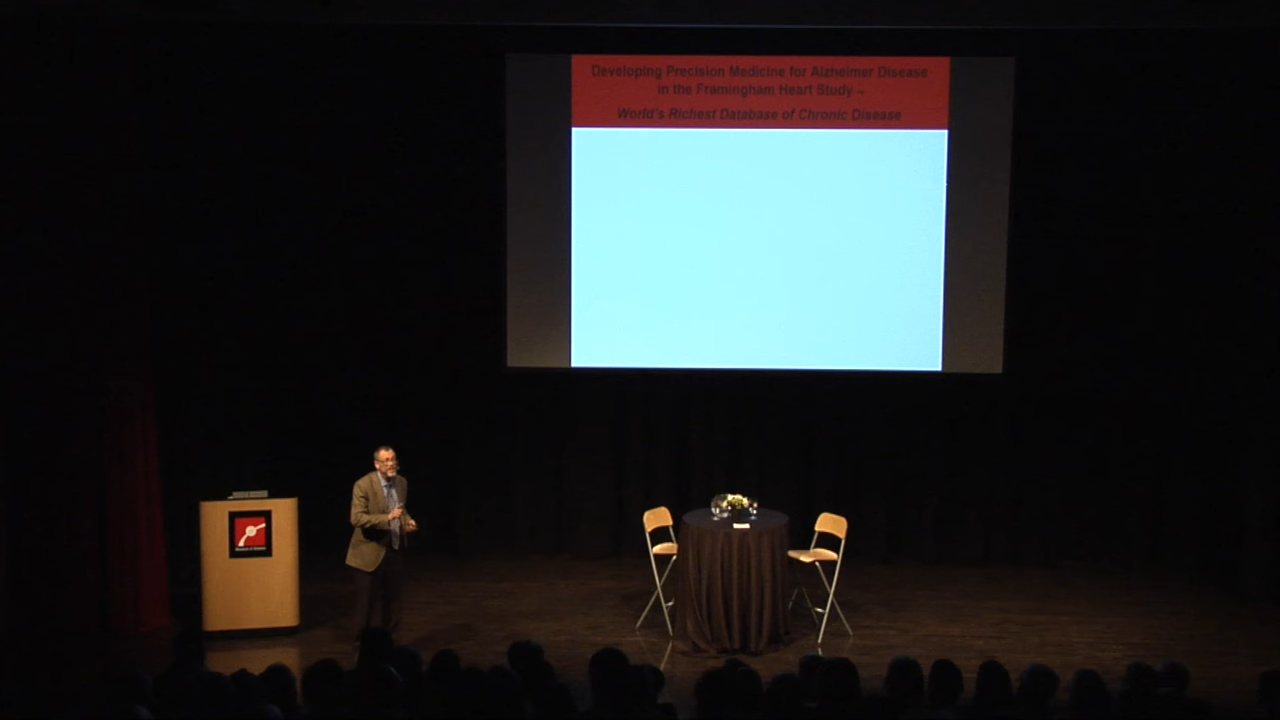 Developing Precision Medicine for Alzheimer Disease
in the Framingham Heart Study –
World's Richest Database of Chronic Disease